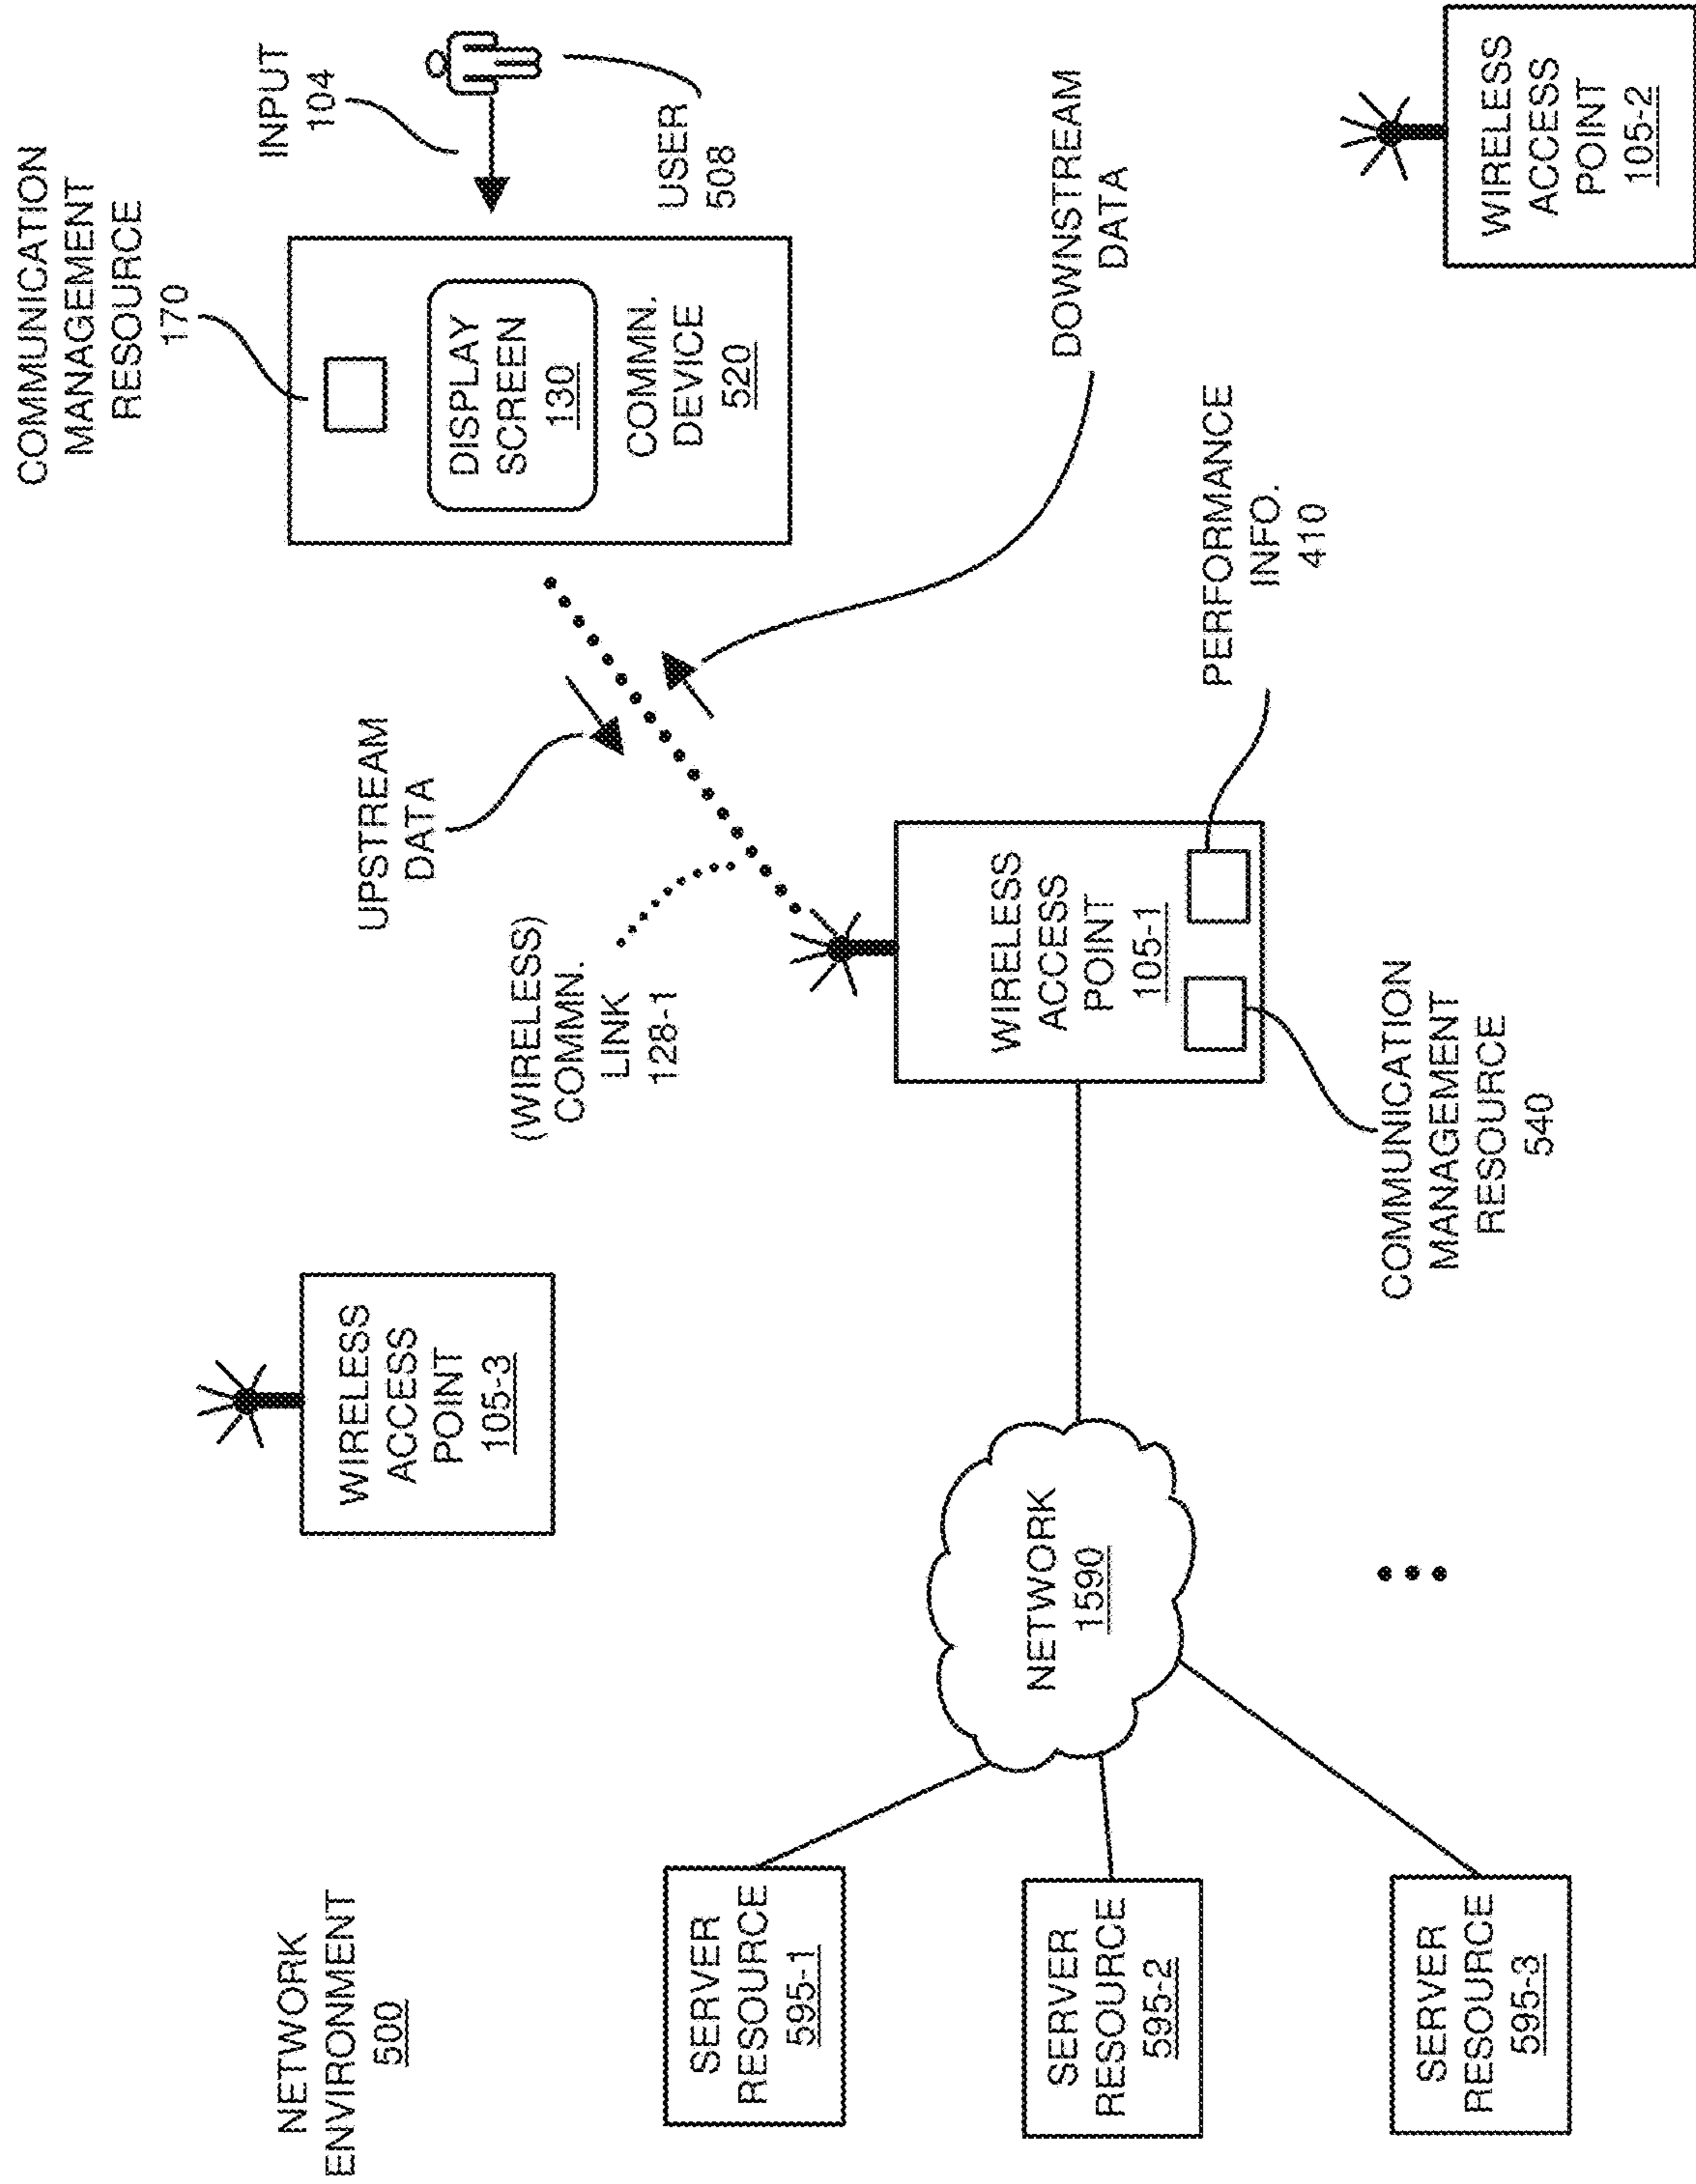 NETWORK
ENVIRONMENT
500
SERVER
RESOURCE
595-1
SERVER
RESOURCE
595-2
SERVER
RESOURCE
595-3
NETWORK
1590
WIRELESS
ACCESS
POINT
105-3
(WIRELESS)
COMMN.
LINK
128-1
UPSTREAM
DATA
WIRELESS
ACCESS
POINT
105-1
COMMUNICATION
MANAGEMENT
RESOURCE
540
PERFORMANCE
INFO.
410
COMMUNICATION
MANAGEMENT
RESOURCE
170
DISPLAY
SCREEN
130
COMMN.
DEVICE
520
INPUT
104
USER
508
DOWNSTREAM
DATA
WIRELESS
ACCESS
POINT
105-2